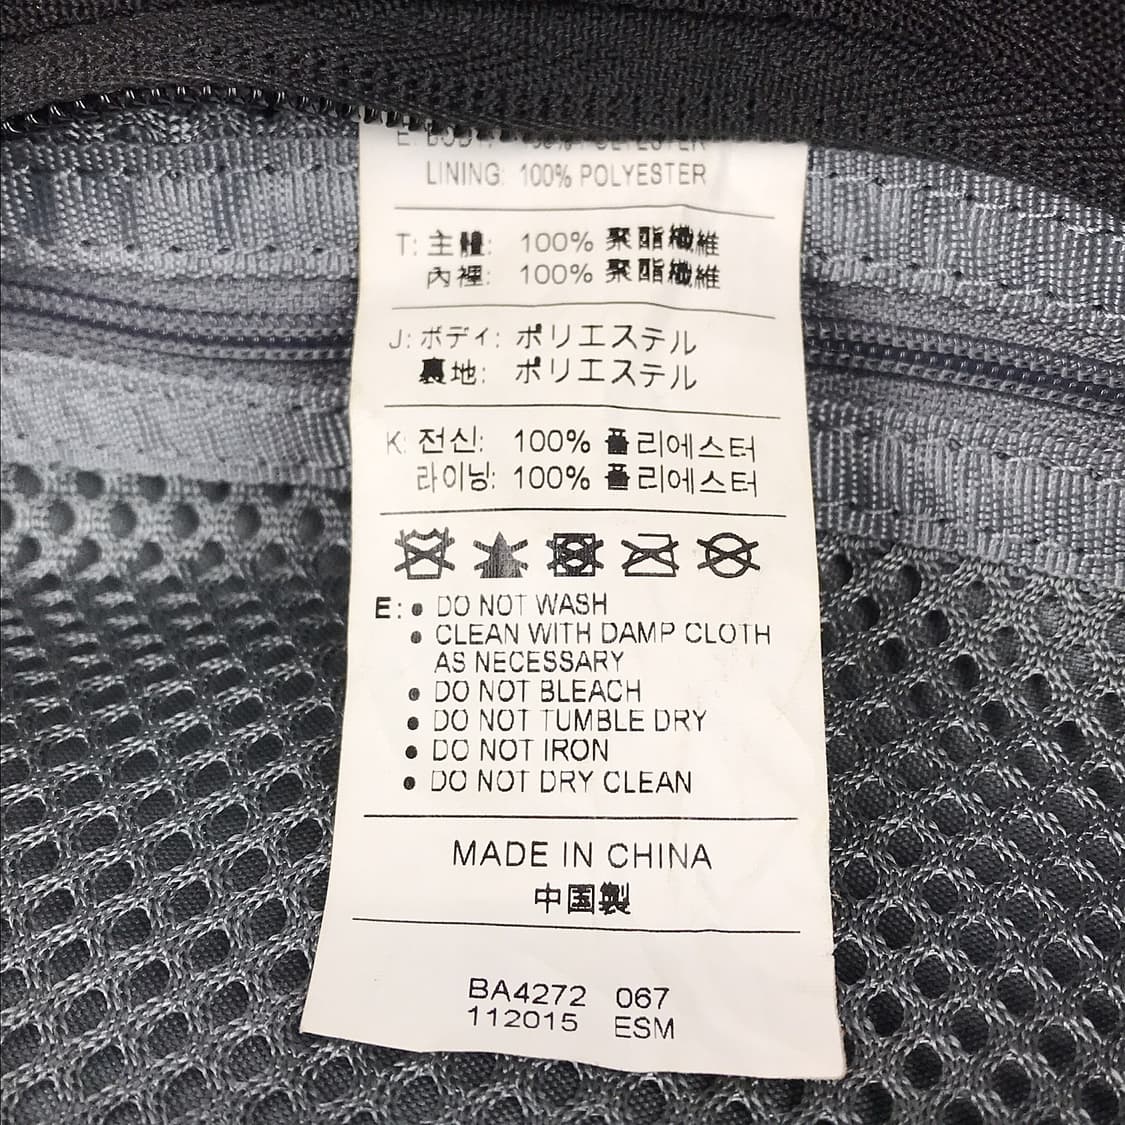 E: BODY: 100% POLYESTER
LINING: 100% POLYESTER
T: 主體: 100% 聚酯纖維
內裡: 100% 聚酯纖維
J: ボディ: ポリエステル
裏地: ポリエステル
K: 전신: 100% 폴리에스터
라이닝: 100% 폴리에스터
E: • DO NOT WASH
• CLEAN WITH DAMP CLOTH
AS NECESSARY
• DO NOT BLEACH
• DO NOT TUMBLE DRY
• DO NOT IRON
• DO NOT DRY CLEAN
MADE IN CHINA
中国製
BA4272 067
112015 ESM